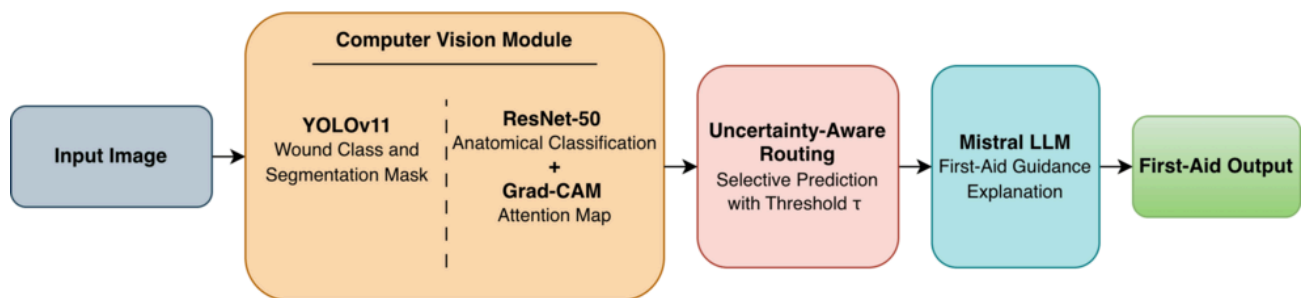 Input Image
Computer Vision Module
YOLOv11
Wound Class and
Segmentation Mask
ResNet-50
Anatomical Classification
+
Grad-CAM
Attention Map
Uncertainty-Aware
Routing
Selective Prediction
with Threshold τ
Mistral LLM
First-Aid Guidance
Explanation
First-Aid Output